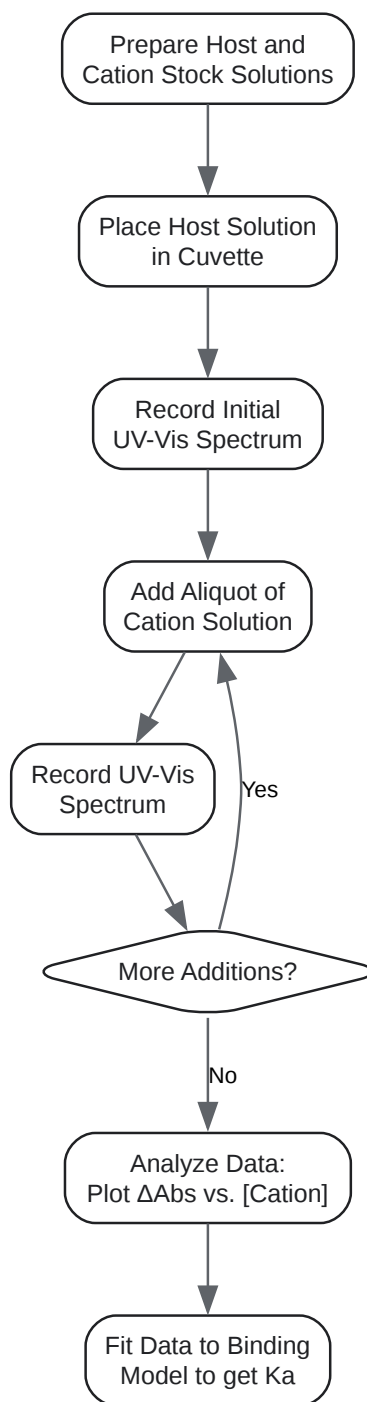 Prepare Host and
Cation Stock Solutions
Place Host Solution
in Cuvette
Record Initial
UV-Vis Spectrum
Add Aliquot of
Cation Solution
Record UV-Vis
Spectrum
Yes
More Additions?
No
Analyze Data:
Plot ΔAbs vs. [Cation]
Fit Data to Binding
Model to get Ka